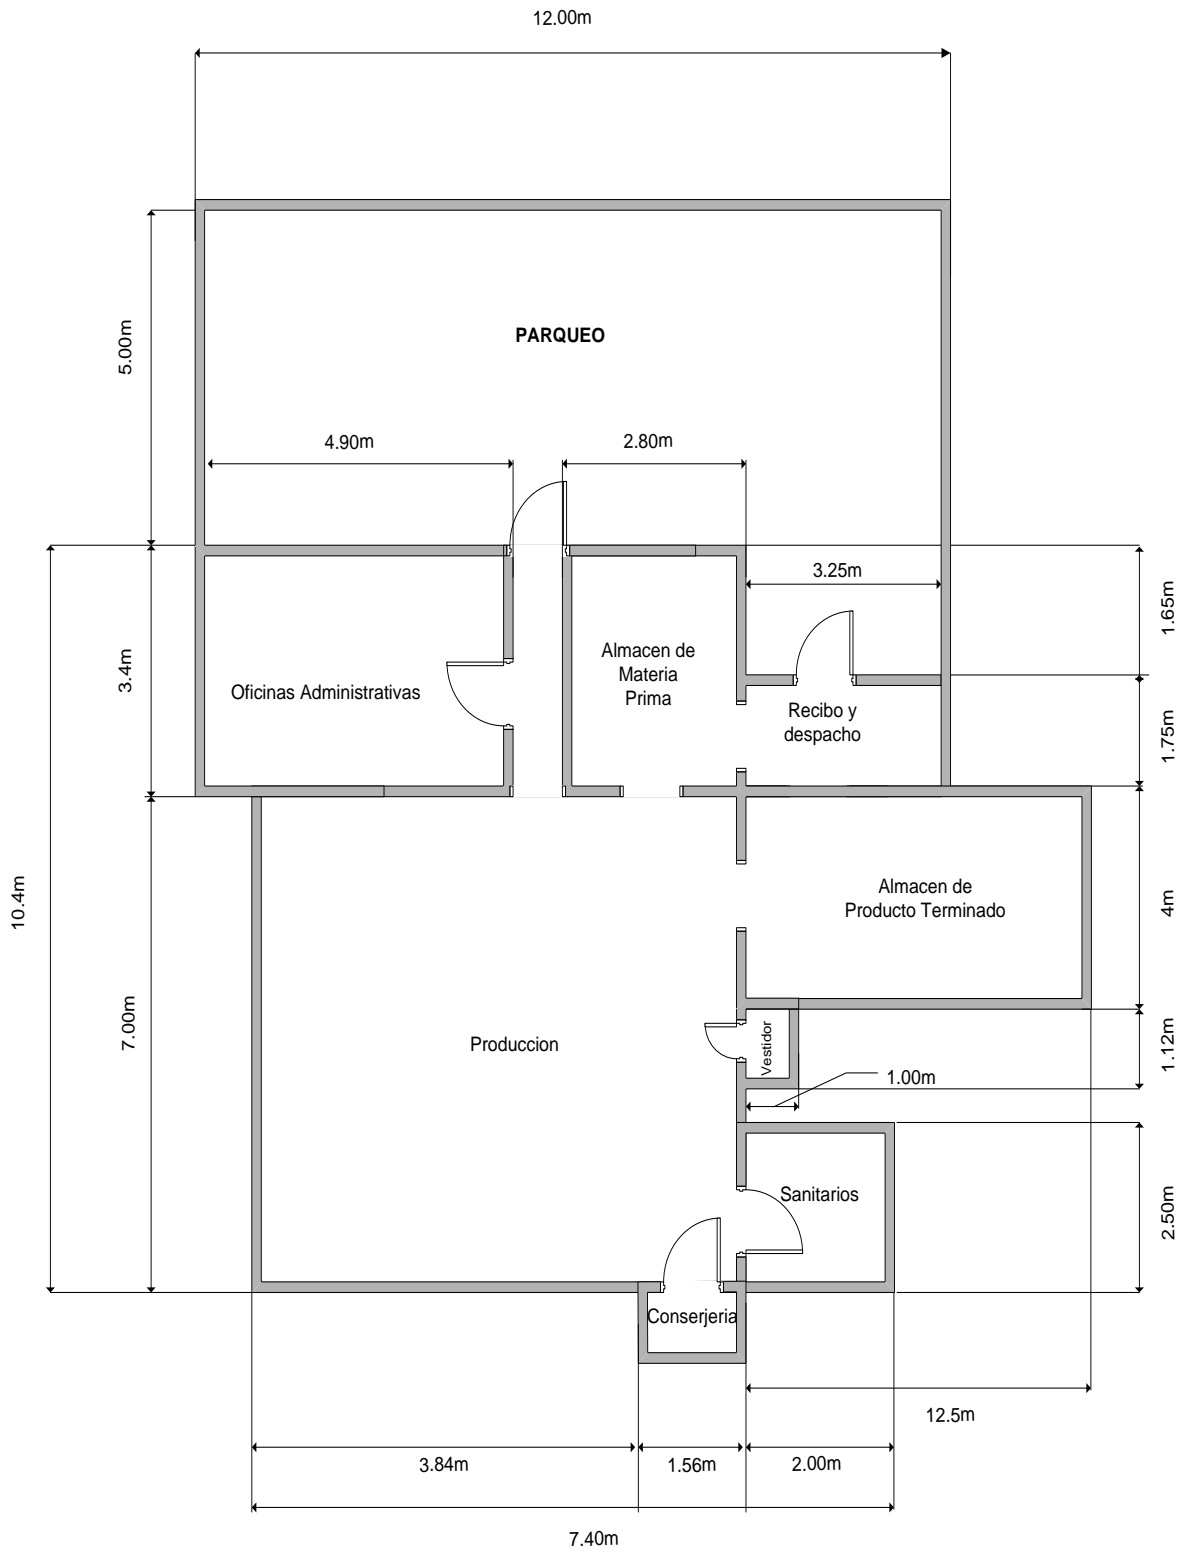 12.00m
5.00m
PARQUEO
4.90m
2.80m
3.25m
1.65m
3.4m
Oficinas Administrativas
Almacen de
Materia
Prima
Recibo y
despacho
1.75m
10.4m
7.00m
Almacen de
Producto Terminado
4m
Produccion
Vestidor
1.12m
1.00m
Sanitarios
2.50m
Conserjeria
12.5m
3.84m
1.56m
2.00m
7.40m